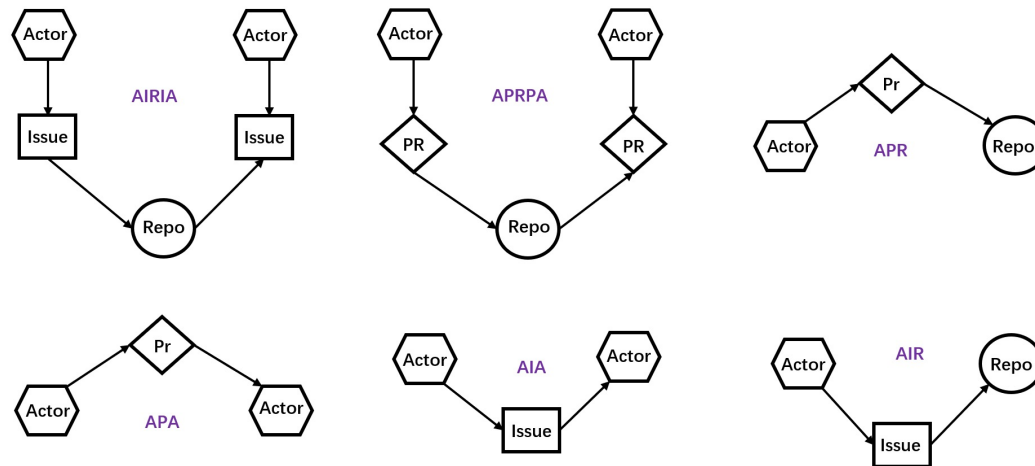 Actor
Actor
AIRIA
Issue
Issue
Repo
Actor
Actor
APRPA
PR
PR
Repo
Pr
Actor
APR
Repo
Pr
Actor
Actor
APA
Actor
AIA
Actor
Issue
Actor
AIR
Repo
Issue